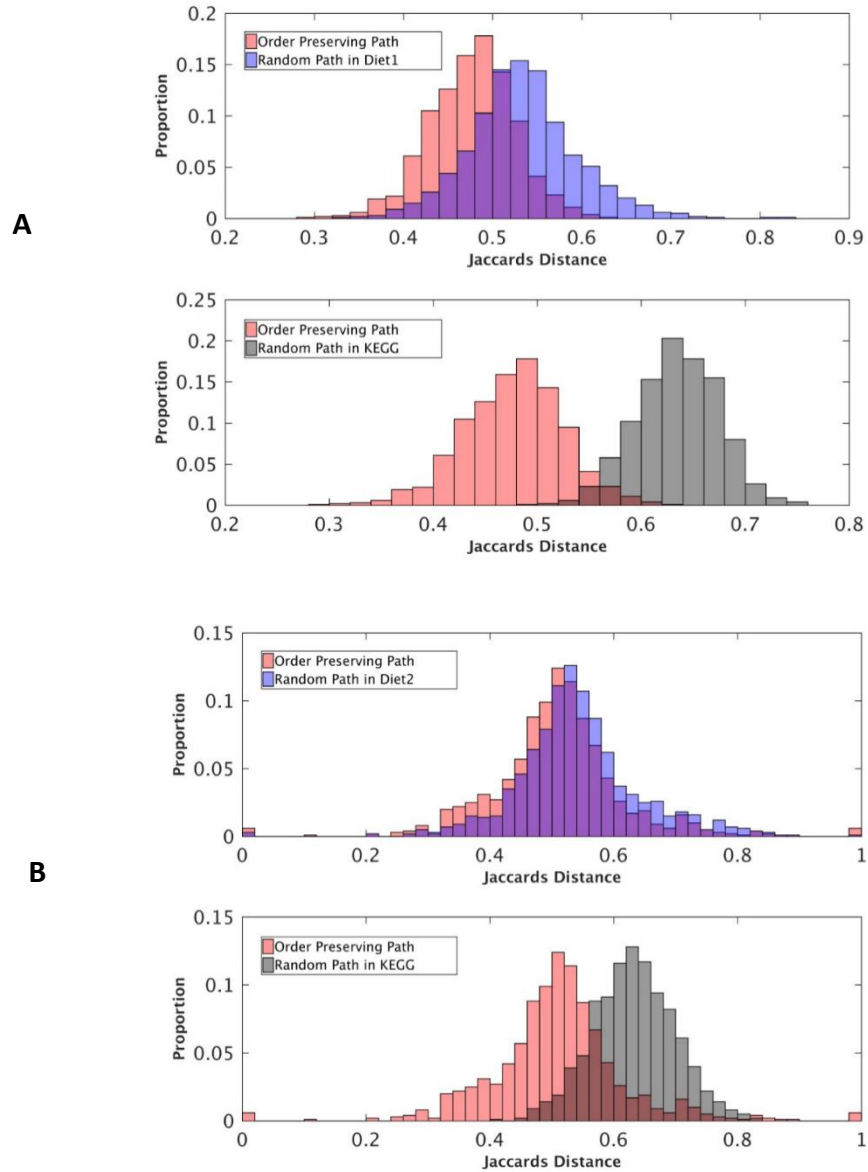 A
0.2
0.15
0.1
0.05
0
Proportion
Order Preserving Path
Random Path in Diet1
0.2 0.3 0.4 0.5 0.6 0.7 0.8 0.9
Jaccards Distance
0.25
0.2
0.15
0.1
0.05
0
Proportion
Order Preserving Path
Random Path in KEGG
0.2 0.3 0.4 0.5 0.6 0.7 0.8
Jaccards Distance
B
0.15
0.1
0.05
0
Proportion
Order Preserving Path
Random Path in Diet2
0 0.2 0.4 0.6 0.8 1
Jaccards Distance
0.15
0.1
0.05
0
Proportion
Order Preserving Path
Random Path in KEGG
0 0.2 0.4 0.6 0.8 1
Jaccards Distance